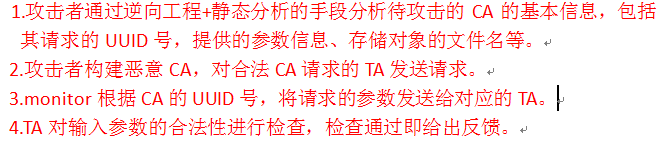 1.攻击者通过逆向工程+静态分析的手段分析待攻击的 CA 的基本信息，包括
其请求的 UUID 号，提供的参数信息、存储对象的文件名等。
2.攻击者构建恶意 CA，对合法 CA 请求的 TA 发送请求。
3.monitor 根据 CA 的 UUID 号，将请求的参数发送给对应的 TA。
4.TA 对输入参数的合法性进行检查，检查通过即给出反馈。